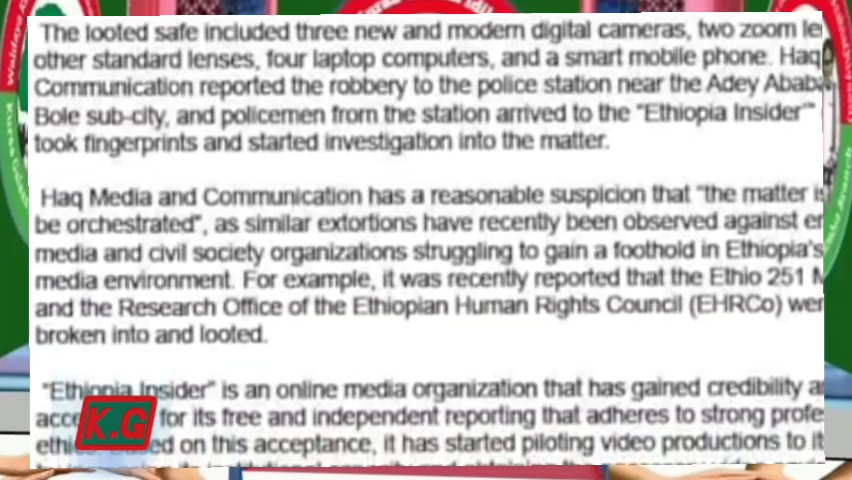 The looted safe included three new and modern digital cameras, two zoom le
other standard lenses, four laptop computers, and a smart mobile phone. Haq
Communication reported the robbery to the police station near the Adey Abab
Bole sub-city, and policemen from the station arrived to the "Ethiopia Insider"
took fingerprints and started investigation into the matter.
Haq Media and Communication has a reasonable suspicion that "the matter is
be orchestrated", as similar extortions have recently been observed against
media and civil society organizations struggling to gain a foothold in Ethiopia's
media environment. For example, it was recently reported that the Ethio 251 M
and the Research Office of the Ethiopian Human Rights Council (EHRCo) wer
broken into and looted.
"Ethiopia Insider" is an online media organization that has gained credibility a
acce for its free and independent reporting that adheres to strong profe
ethi ed on this acceptance, it has started piloting video productions to it
K.G